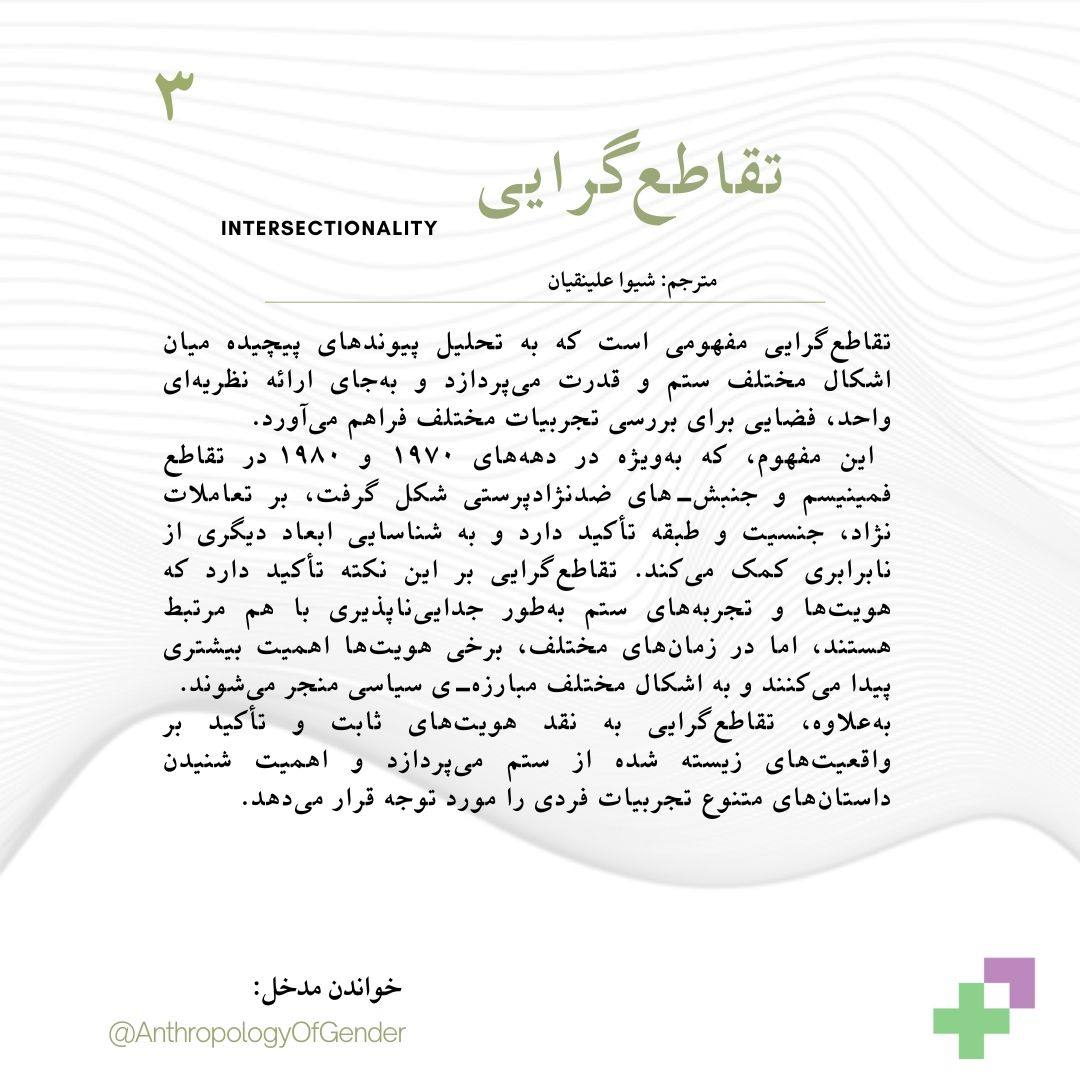 ۳
تقاطع‌گرایی
INTERSECTIONALITY
مترجم: شیوا علینقیان
تقاطع‌گرایی مفهومی است که به تحلیل پیوندهای پیچیده میان
اشکال مختلف ستم و قدرت می‌پردازد و به‌جای ارائه نظریه‌ای
واحد، فضایی برای بررسی تجربیات مختلف فراهم می‌آورد.
این مفهوم، که به‌ویژه در دهه‌های ۱۹۷۰ و ۱۹۸۰ در تقاطع
فمینیسم و جنبش‌ـهای ضدنژادپرستی شکل گرفت، بر تعاملات
نژاد، جنسیت و طبقه تأکید دارد و به شناسایی ابعاد دیگری از
نابرابری کمک می‌کند. تقاطع‌گرایی بر این نکته تأکید دارد که
هویت‌ها و تجربه‌های ستم به‌طور جدایی‌ناپذیری با هم مرتبط
هستند، اما در زمان‌های مختلف، برخی هویت‌ها اهمیت بیشتری
پیدا می‌کنند و به اشکال مختلف مبارزه‌ـی سیاسی منجر می‌شوند.
به‌علاوه، تقاطع‌گرایی به نقد هویت‌های ثابت و تأکید بر
واقعیت‌های زیسته شده از ستم می‌پردازد و اهمیت شنیدن
داستان‌های متنوع تجربیات فردی را مورد توجه قرار می‌دهد.
خواندن مدخل:
@AnthropologyOfGender